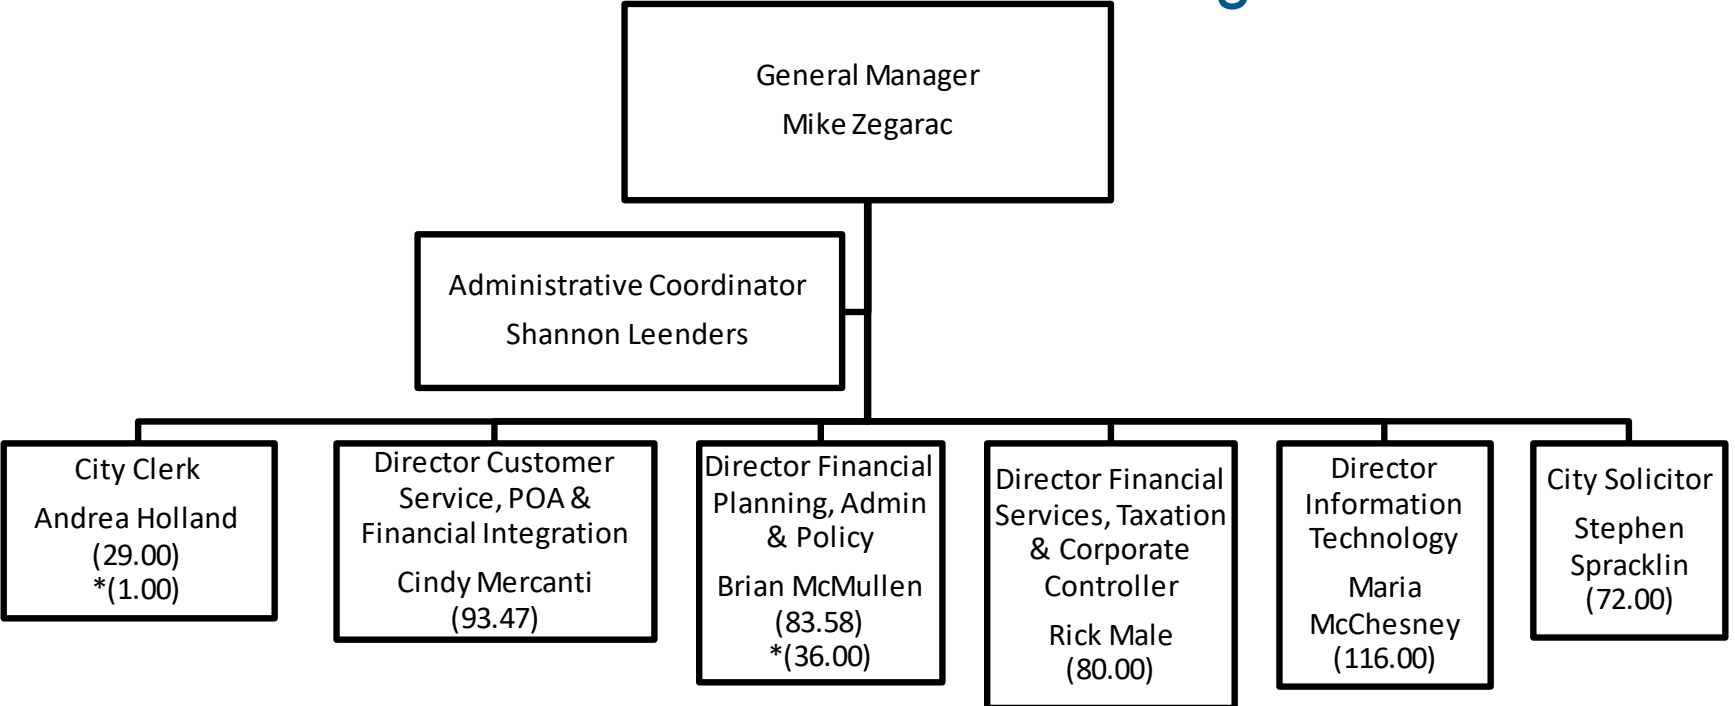 General Manager
Mike Zegarac
Administrative Coordinator
Shannon Leenders
City Clerk
Andrea Holland
(29.00)
*(1.00)
Director Customer
Service, POA &
Financial Integration
Cindy Mercanti
(93.47)
Director Financial
Planning, Admin
& Policy
Brian McMullen
(83.58)
*(36.00)
Director Financial
Services, Taxation
& Corporate
Controller
Rick Male
(80.00)
Director
Information
Technology
Maria
McChesney
(116.00)
City Solicitor
Stephen
Spracklin
(72.00)